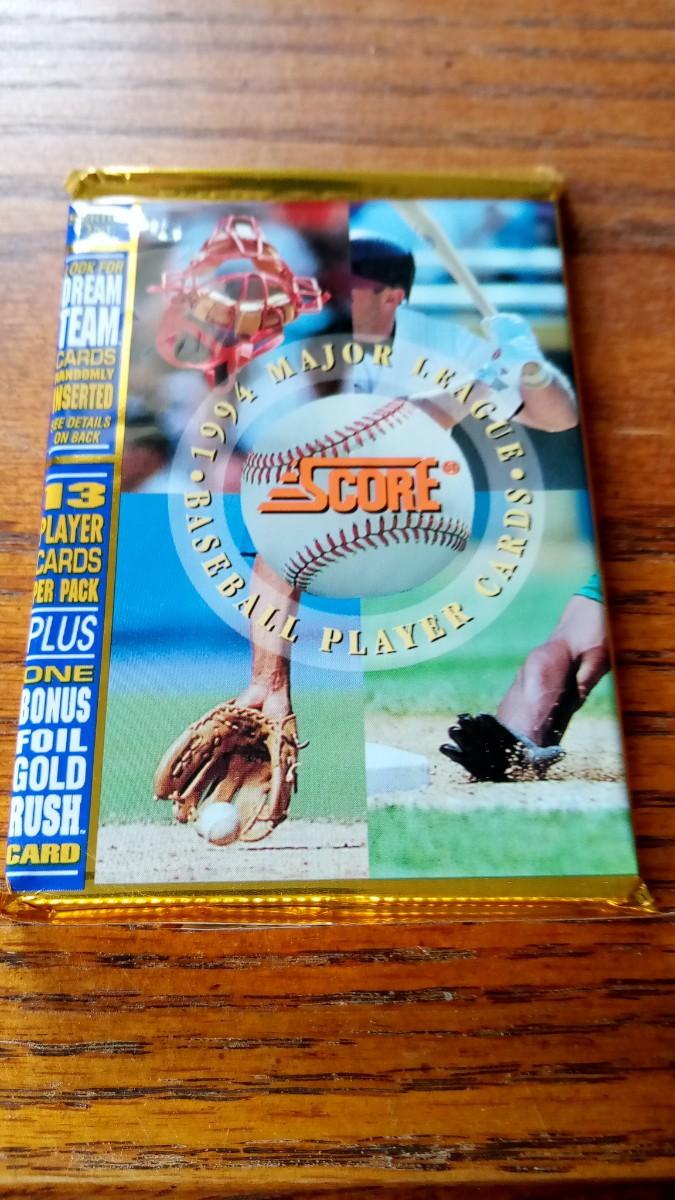 LOOK FOR
DREAM
TEAM
CARDS
RANDOMLY
INSERTED
SEE DETAILS
ON BACK
13
PLAYER
CARDS
PER PACK
PLUS
ONE
BONUS
FOIL
GOLD
RUSH™
CARD
• 1994 MAJOR LEAGUE •
SCORE®
BASEBALL PLAYER CARDS